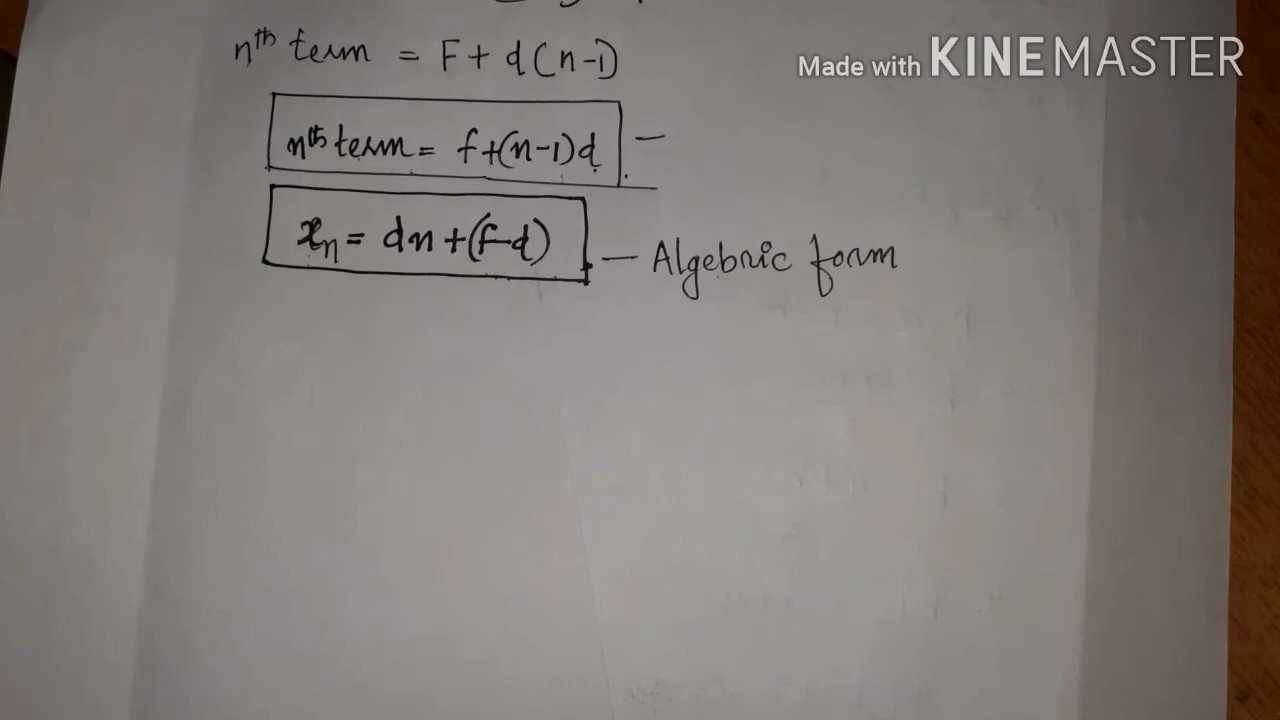 nth term = F + d(n-1)
Made with KINEMASTER
nth term = f+(n-1)d. —
xn = dn+(f-d) — Algebric form